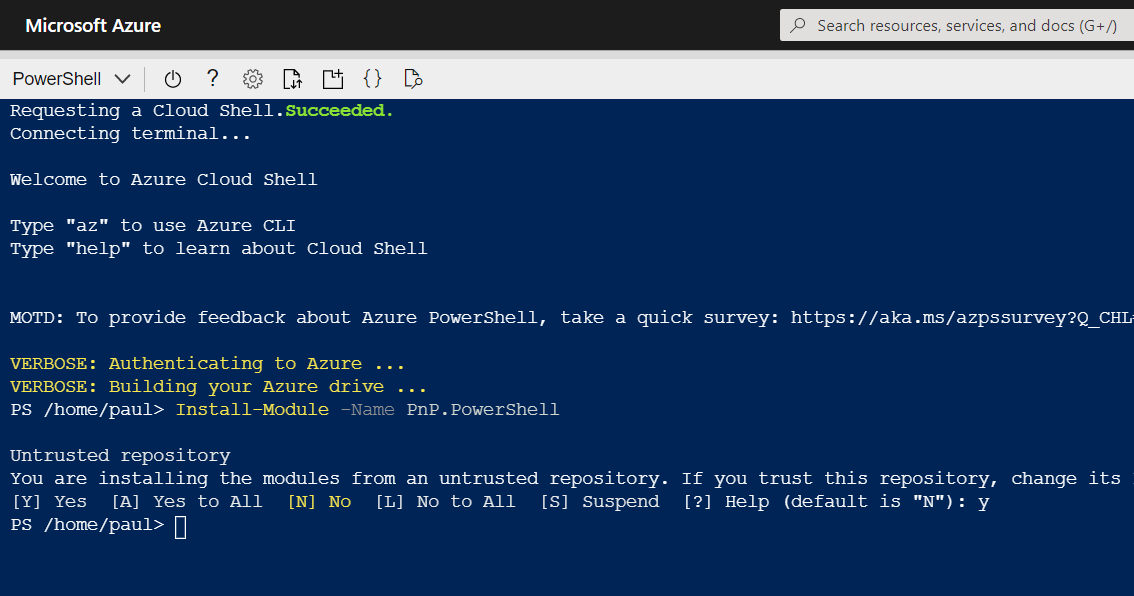 Microsoft Azure
Search resources, services, and docs (G+/)
PowerShell
Requesting a Cloud Shell.Succeeded.
Connecting terminal...
Welcome to Azure Cloud Shell
Type "az" to use Azure CLI
Type "help" to learn about Cloud Shell
MOTD: To provide feedback about Azure PowerShell, take a quick survey: https://aka.ms/azpssurvey?Q_CHL
VERBOSE: Authenticating to Azure ...
VERBOSE: Building your Azure drive ...
PS /home/paul> Install-Module -Name PnP.PowerShell
Untrusted repository
You are installing the modules from an untrusted repository. If you trust this repository, change its
[Y] Yes  [A] Yes to All  [N] No  [L] No to All  [S] Suspend  [?] Help (default is "N"): y
PS /home/paul>